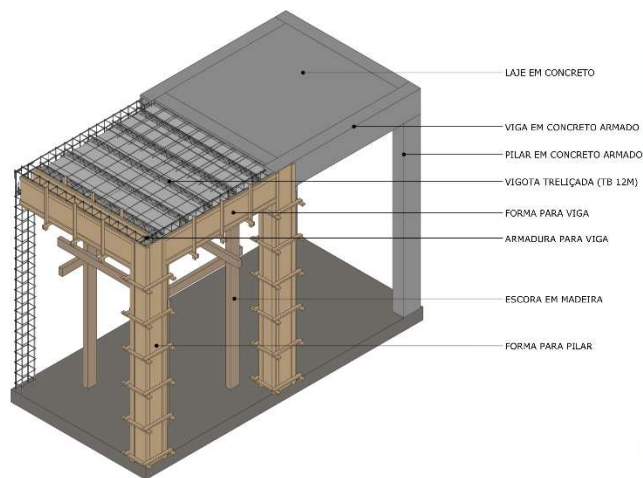 LAJE EM CONCRETO
VIGA EM CONCRETO ARMADO
PILAR EM CONCRETO ARMADO
VIGOTA TRELIÇADA (TB 12M)
FORMA PARA VIGA
ARMADURA PARA VIGA
ESCORA EM MADEIRA
FORMA PARA PILAR